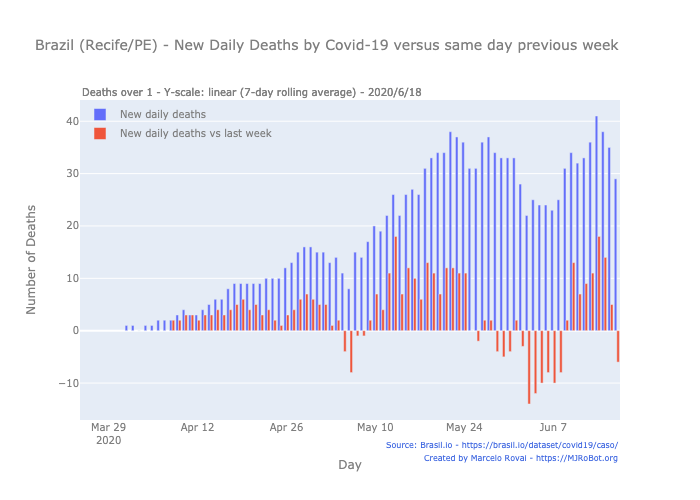 Brazil (Recife/PE) - New Daily Deaths by Covid-19 versus same day previous week
Deaths over 1 - Y-scale: linear (7-day rolling average) - 2020/6/18
New daily deaths
New daily deaths vs last week
Number of Deaths
40
30
20
10
0
−10
Mar 29 Apr 12 Apr 26 May 10 May 24 Jun 7
2020
Day
Source: Brasil.io - https://brasil.io/dataset/covid19/caso/
Created by Marcelo Rovai - https://MJRoBot.org